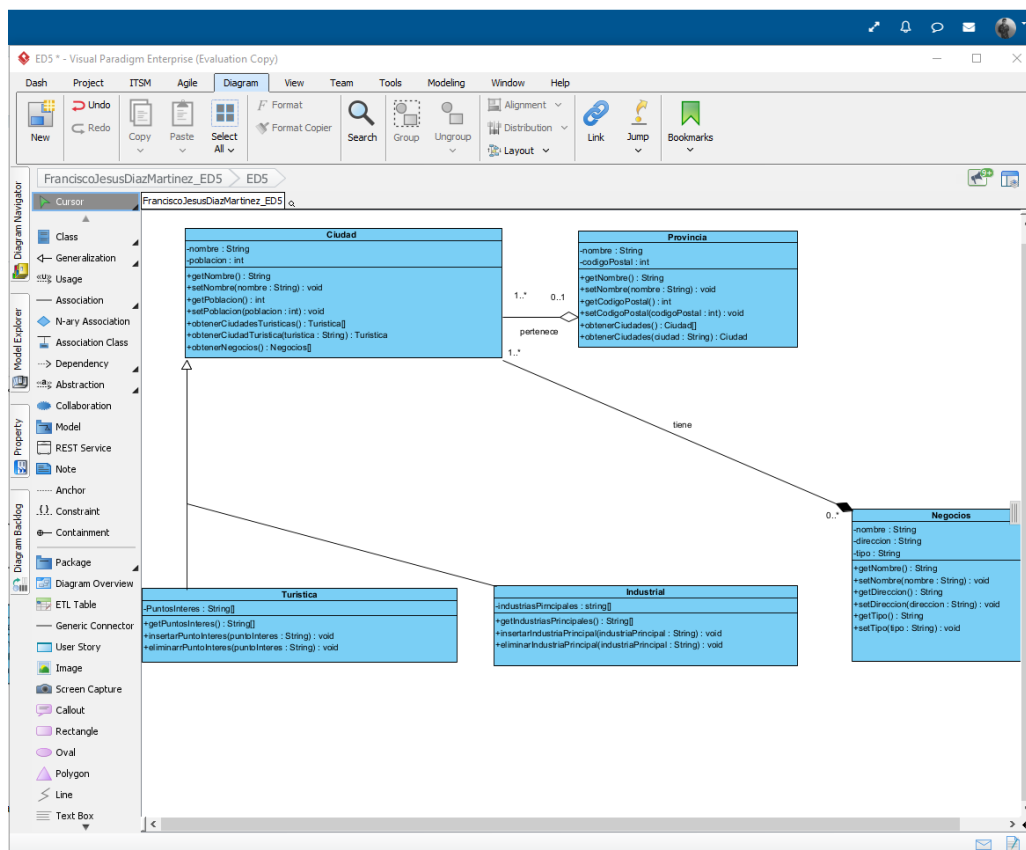 ED5 * - Visual Paradigm Enterprise (Evaluation Copy)
Dash Project ITSM Agile Diagram View Team Tools Modeling Window Help
New
Undo
Redo
Copy
Paste
Select
All
Format
Format Copier
Search
Group
Ungroup
Alignment
Distribution
Layout
Link
Jump
Bookmarks
FranciscoJesusDiazMartinez_ED5 ED5
Diagram Navigator
Model Explorer
Property
Diagram Backlog
Cursor
Class
Generalization
Usage
Association
N-ary Association
Association Class
Dependency
Abstraction
Collaboration
Model
REST Service
Note
Anchor
Constraint
Containment
Package
Diagram Overview
ETL Table
Generic Connector
User Story
Image
Screen Capture
Callout
Rectangle
Oval
Polygon
Line
Text Box
FranciscoJesusDiazMartinez_ED5
Ciudad
-nombre : String
-poblacion : int
+getNombre() : String
+setNombre(nombre : String) : void
+getPoblacion() : int
+setPoblacion(poblacion : int) : void
+obtenerCiudadesTuristicas() : Turistica[]
+obtenerCiudadTuristica(turistica : String) : Turistica
+obtenerNegocios() : Negocios[]
1..* 0..1
pertenece
1..*
Provincia
-nombre : String
-codigoPostal : int
+getNombre() : String
+setNombre(nombre : String) : void
+getCodigoPostal() : int
+setCodigoPostal(codigoPostal : int) : void
+obtenerCiudades() : Ciudad[]
+obtenerCiudades(ciudad : String) : Ciudad
tiene
0..*
Negocios
-nombre : String
-direccion : String
-tipo : String
+getNombre() : String
+setNombre(nombre : String) : void
+getDireccion() : String
+setDireccion(direccion : String) : void
+getTipo() : String
+setTipo(tipo : String) : void
Turistica
-PuntosInteres : String[]
+getPuntosInteres() : String[]
+insertarPuntoInteres(puntoInteres : String) : void
+eliminarrPuntoInteres(puntoInteres : String) : void
Industrial
-industriasPirncipales : string[]
+getIndustriasPrincipales() : String[]
+insertarIndustriaPrincipal(industriaPrincipal : String) : void
+eliminarIndustriaPrincipal(industriaPrincipal : String) : void